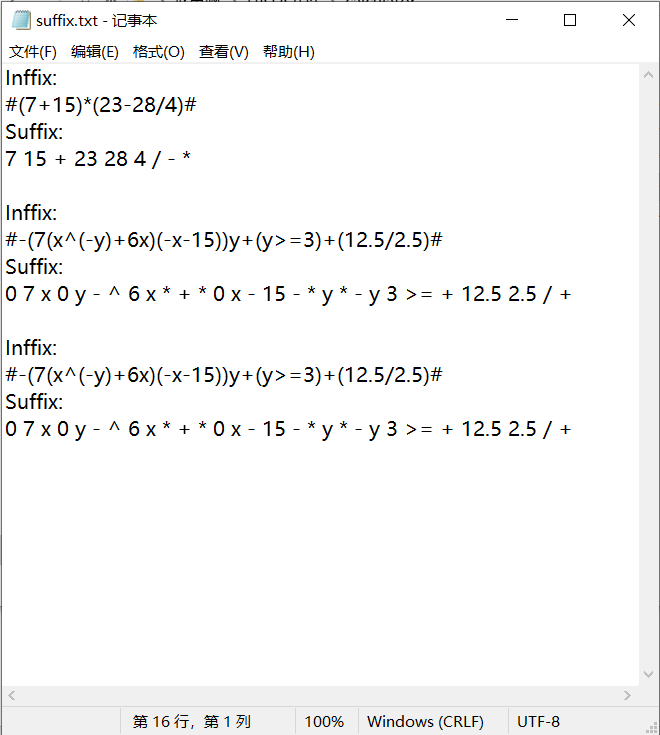 suffix.txt - 记事本
文件(F) 编辑(E) 格式(O) 查看(V) 帮助(H)
Inffix:
#(7+15)*(23-28/4)#
Suffix:
7 15 + 23 28 4 / - *
Inffix:
#-(7(x^(-y)+6x)(-x-15))y+(y>=3)+(12.5/2.5)#
Suffix:
0 7 x 0 y - ^ 6 x * + * 0 x - 15 - * y * - y 3 >= + 12.5 2.5 / +
Inffix:
#-(7(x^(-y)+6x)(-x-15))y+(y>=3)+(12.5/2.5)#
Suffix:
0 7 x 0 y - ^ 6 x * + * 0 x - 15 - * y * - y 3 >= + 12.5 2.5 / +
第 16 行，第 1 列 100% Windows (CRLF) UTF-8